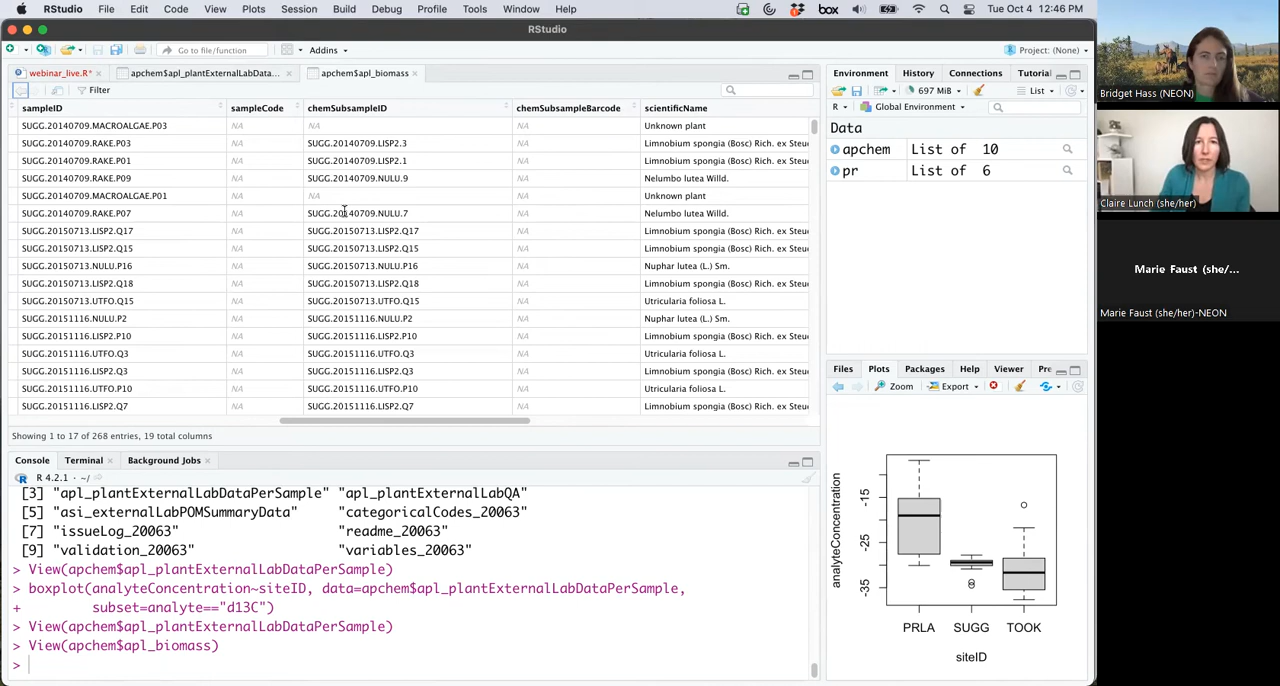 RStudio File Edit Code View Plots Session Build Debug Profile Tools Window Help box Tue Oct 4 12:46 PM
RStudio
Go to file/function Addins Project: (None)
webinar_live.R* apchem$apl_plantExternalLabData... apchem$apl_biomass
Filter
sampleID sampleCode chemSubsampleID chemSubsampleBarcode scientificName
SUGG.20140709.MACROALGAE.P03 NA NA NA Unknown plant
SUGG.20140709.RAKE.P03 NA SUGG.20140709.LISP2.3 NA Limnobium spongia (Bosc) Rich. ex Steud
SUGG.20140709.RAKE.P01 NA SUGG.20140709.LISP2.1 NA Limnobium spongia (Bosc) Rich. ex Steud
SUGG.20140709.RAKE.P09 NA SUGG.20140709.NULU.9 NA Nelumbo lutea Willd.
SUGG.20140709.MACROALGAE.P01 NA NA NA Unknown plant
SUGG.20140709.RAKE.P07 NA SUGG.20140709.NULU.7 NA Nelumbo lutea Willd.
SUGG.20150713.LISP2.Q17 NA SUGG.20150713.LISP2.Q17 NA Limnobium spongia (Bosc) Rich. ex Steud
SUGG.20150713.LISP2.Q15 NA SUGG.20150713.LISP2.Q15 NA Limnobium spongia (Bosc) Rich. ex Steud
SUGG.20150713.NULU.P16 NA SUGG.20150713.NULU.P16 NA Nuphar lutea (L.) Sm.
SUGG.20150713.LISP2.Q18 NA SUGG.20150713.LISP2.Q18 NA Limnobium spongia (Bosc) Rich. ex Steud
SUGG.20150713.UTFO.Q15 NA SUGG.20150713.UTFO.Q15 NA Utricularia foliosa L.
SUGG.20151116.NULU.P2 NA SUGG.20151116.NULU.P2 NA Nuphar lutea (L.) Sm.
SUGG.20151116.LISP2.P10 NA SUGG.20151116.LISP2.P10 NA Limnobium spongia (Bosc) Rich. ex Steud
SUGG.20151116.UTFO.Q3 NA SUGG.20151116.UTFO.Q3 NA Utricularia foliosa L.
SUGG.20151116.LISP2.Q3 NA SUGG.20151116.LISP2.Q3 NA Limnobium spongia (Bosc) Rich. ex Steud
SUGG.20151116.UTFO.P10 NA SUGG.20151116.UTFO.P10 NA Utricularia foliosa L.
SUGG.20151116.LISP2.Q7 NA SUGG.20151116.LISP2.Q7 NA Limnobium spongia (Bosc) Rich. ex Steud
Showing 1 to 17 of 268 entries, 19 total columns
Console Terminal Background Jobs
R 4.2.1 · ~/
[3] "apl_plantExternalLabDataPerSample" "apl_plantExternalLabQA"
[5] "asi_externalLabPOMSummaryData" "categoricalCodes_20063"
[7] "issueLog_20063" "readme_20063"
[9] "validation_20063" "variables_20063"
> View(apchem$apl_plantExternalLabDataPerSample)
> boxplot(analyteConcentration~siteID, data=apchem$apl_plantExternalLabDataPerSample,
+ subset=analyte=="d13C")
> View(apchem$apl_plantExternalLabDataPerSample)
> View(apchem$apl_biomass)
>
Environment History Connections Tutorial
697 MiB List
R Global Environment
Data
apchem List of 10
pr List of 6
Files Plots Packages Help Viewer Pre
Zoom Export
analyteConcentration
-15
-25
-35
PRLA SUGG TOOK
siteID
Bridget Hass (NEON)
Claire Lunch (she/her)
Marie Faust (she/...
Marie Faust (she/her)-NEON